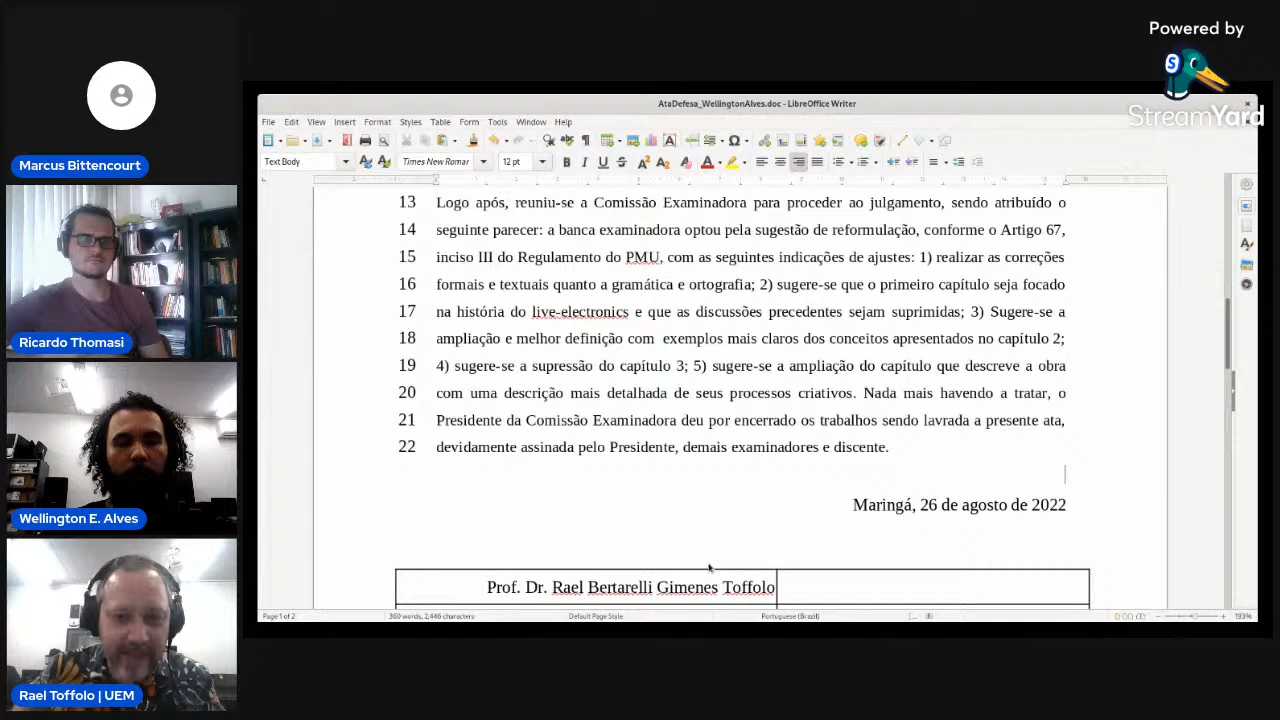 Powered by
StreamYard
Marcus Bittencourt
Ricardo Thomasi
Wellington E. Alves
Rael Toffolo | UEM
AtaDefesa_WellingtonAlves.doc - LibreOffice Writer
File Edit View Insert Format Styles Table Form Tools Window Help
Text Body Times New Roman 12 pt
13 Logo após, reuniu-se a Comissão Examinadora para proceder ao julgamento, sendo atribuído o
14 seguinte parecer: a banca examinadora optou pela sugestão de reformulação, conforme o Artigo 67,
15 inciso III do Regulamento do PMU, com as seguintes indicações de ajustes: 1) realizar as correções
16 formais e textuais quanto a gramática e ortografia; 2) sugere-se que o primeiro capítulo seja focado
17 na história do live-electronics e que as discussões precedentes sejam suprimidas; 3) Sugere-se a
18 ampliação e melhor definição com exemplos mais claros dos conceitos apresentados no capítulo 2;
19 4) sugere-se a supressão do capítulo 3; 5) sugere-se a ampliação do capítulo que descreve a obra
20 com uma descrição mais detalhada de seus processos criativos. Nada mais havendo a tratar, o
21 Presidente da Comissão Examinadora deu por encerrado os trabalhos sendo lavrada a presente ata,
22 devidamente assinada pelo Presidente, demais examinadores e discente.
Maringá, 26 de agosto de 2022
Prof. Dr. Rael Bertarelli Gimenes Toffolo
Page 1 of 2 360 words, 2,446 characters Default Page Style Portuguese (Brazil) 193%